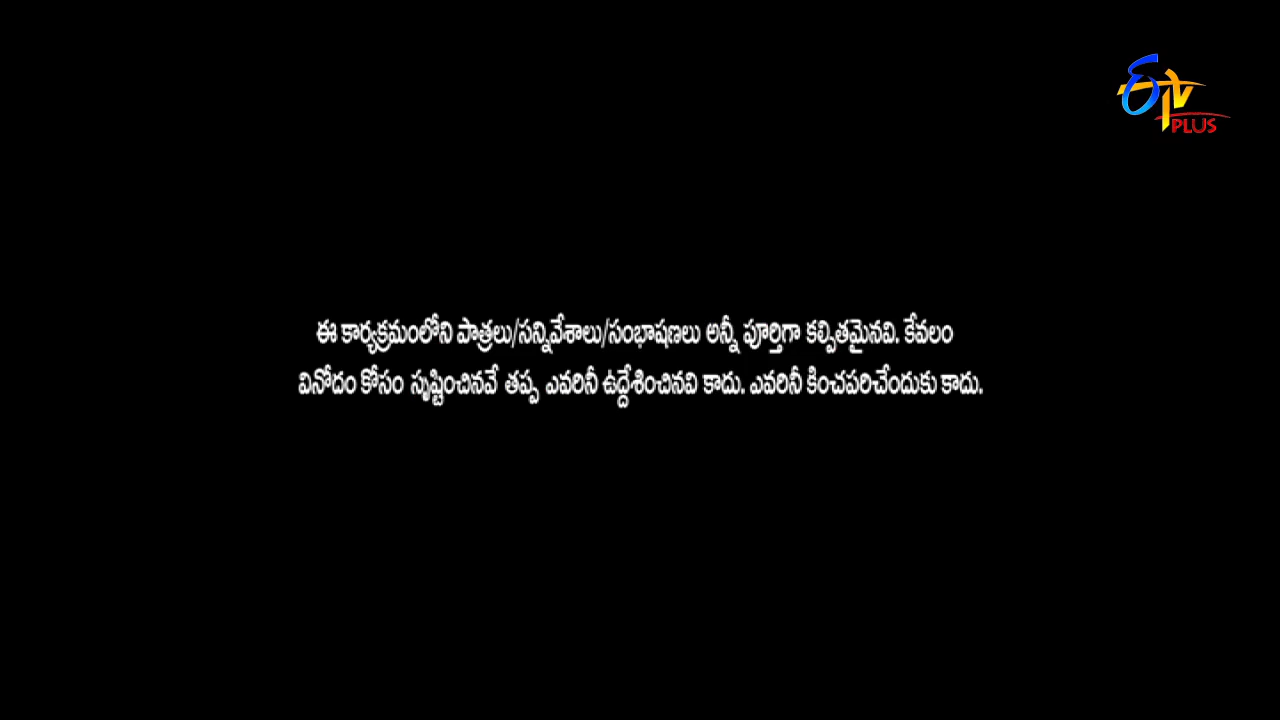 ETV
PLUS
ఈ కార్యక్రమంలోని పాత్రలు/సన్నివేశాలు/సంభాషణలు అన్నీ పూర్తిగా కల్పితమైనవి. కేవలం
వినోదం కోసం సృష్టించినవే తప్ప ఎవరినీ ఉద్దేశించినవి కాదు. ఎవరినీ కించపరిచేందుకు కాదు.